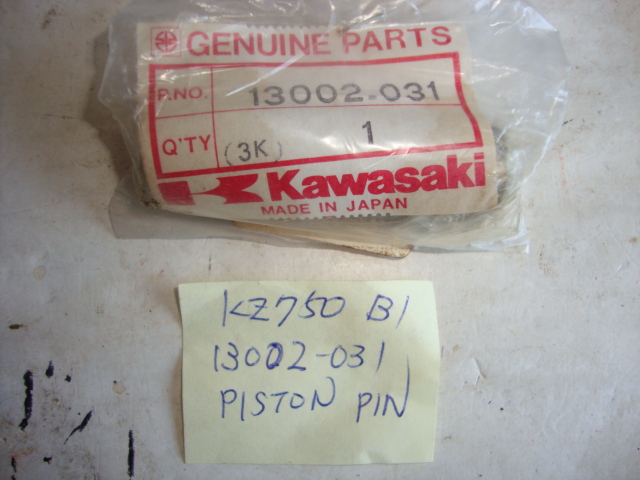 GENUINE PARTS
P.NO. 13002-031
Q'TY (3K) 1
Kawasaki
MADE IN JAPAN
KZ750 B1
13002-031
PISTON PIN